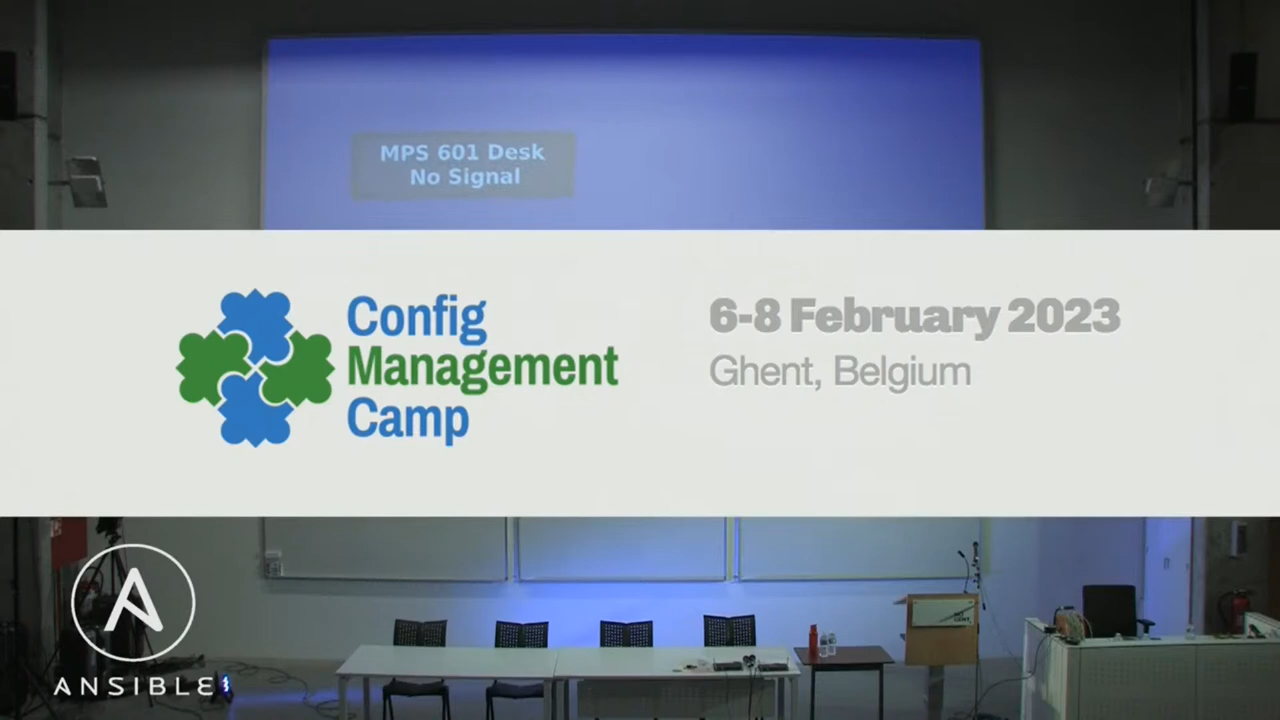 MPS 601 Desk
No Signal
Config
Management
Camp
6-8 February 2023
Ghent, Belgium
ANSIBLE